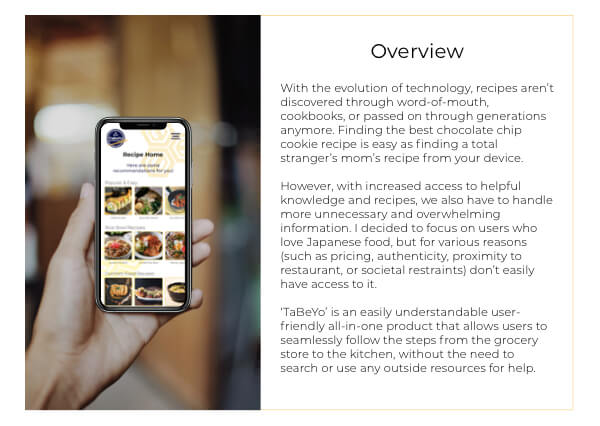 Overview
With the evolution of technology, recipes aren't
discovered through word-of-mouth,
cookbooks, or passed on through generations
anymore. Finding the best chocolate chip
cookie recipe is easy as finding a total
stranger's mom's recipe from your device.
However, with increased access to helpful
knowledge and recipes, we also have to handle
more unnecessary and overwhelming
information. I decided to focus on users who
love Japanese food, but for various reasons
(such as pricing, authenticity, proximity to
restaurant, or societal restraints) don't easily
have access to it.
'TaBeYo' is an easily understandable user-
friendly all-in-one product that allows users to
seamlessly follow the steps from the grocery
store to the kitchen, without the need to
search or use any outside resources for help.
Recipe Home
Here are some
recommendations for you!
Popular & Easy
Rice Bowl Recipes